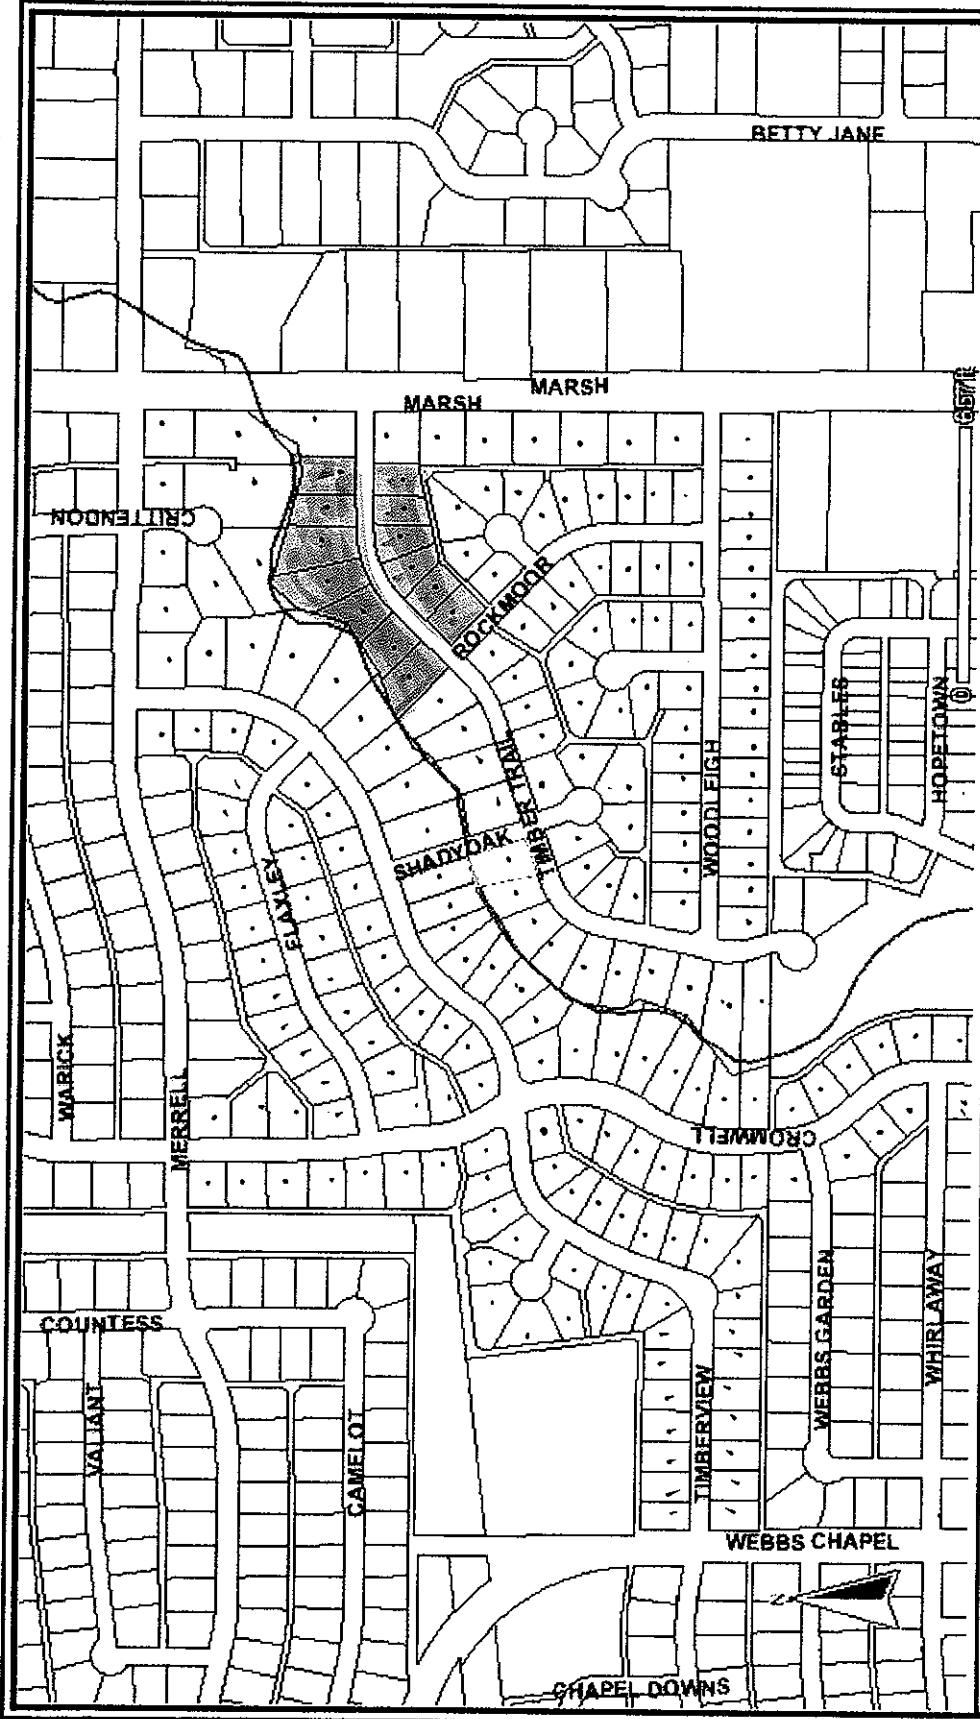 BETTY JANE
MARSH
MARSH
CRITTENDON
ROCKMOOR
STABLES
HOPETOWN
WOODLEIGH
TIMBER TRAIL
SHADYOAK
FLAXLEY
WARICK
MERRELL
CROMWELL
COUNTESS
WEBBS GARDEN
WHIRLAWAY
VALIANT
CAMELOT
TIMBERVIEW
WEBBS CHAPEL
N
CHAPEL DOWNS
0